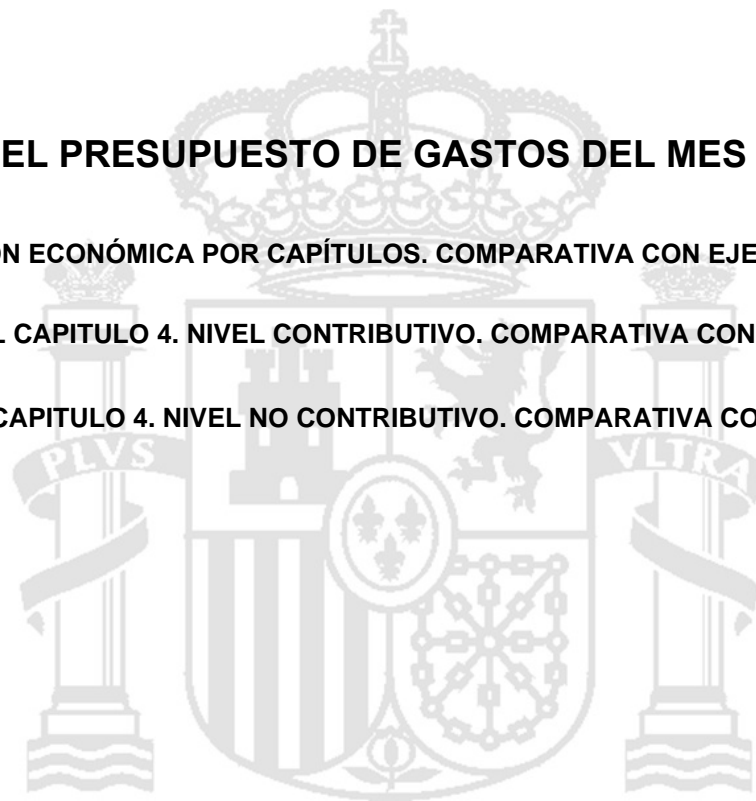 EL PRESUPUESTO DE GASTOS DEL MES
ÓN ECONÓMICA POR CAPÍTULOS. COMPARATIVA CON EJE
L CAPITULO 4. NIVEL CONTRIBUTIVO. COMPARATIVA CON
CAPITULO 4. NIVEL NO CONTRIBUTIVO. COMPARATIVA CO
PLVS VLTRA